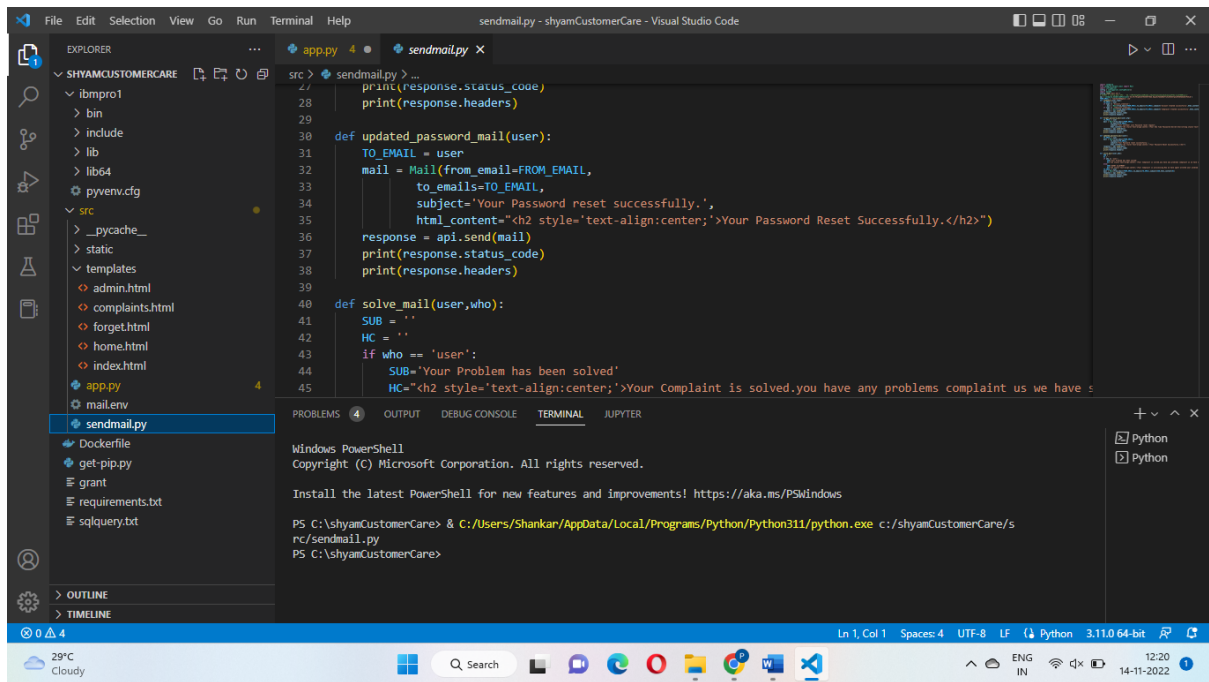 File Edit Selection View Go Run Terminal Help sendmail.py - shyamCustomerCare - Visual Studio Code
EXPLORER
app.py 4
sendmail.py
SHYAMCUSTOMERCARE
src > sendmail.py > ...
ibmpro1
bin
include
lib
lib64
pyvenv.cfg
src
__pycache__
static
templates
admin.html
complaints.html
forget.html
home.html
index.html
app.py 4
mail.env
sendmail.py
Dockerfile
get-pip.py
grant
requirements.txt
sqlquery.txt
OUTLINE
TIMELINE
27 print(response.status_code)
28 print(response.headers)
29
30 def updated_password_mail(user):
31 TO_EMAIL = user
32 mail = Mail(from_email=FROM_EMAIL,
33 to_emails=TO_EMAIL,
34 subject='Your Password reset successfully.',
35 html_content="<h2 style='text-align:center;'>Your Password Reset Successfully.</h2>")
36 response = api.send(mail)
37 print(response.status_code)
38 print(response.headers)
39
40 def solve_mail(user,who):
41 SUB = ''
42 HC = ''
43 if who == 'user':
44 SUB='Your Problem has been solved'
45 HC="<h2 style='text-align:center;'>Your Complaint is solved.you have any problems complaint us we have s
PROBLEMS 4 OUTPUT DEBUG CONSOLE TERMINAL JUPYTER
Python
Python
Windows PowerShell
Copyright (C) Microsoft Corporation. All rights reserved.
Install the latest PowerShell for new features and improvements! https://aka.ms/PSWindows
PS C:\shyamCustomerCare> & C:/Users/Shankar/AppData/Local/Programs/Python/Python311/python.exe c:/shyamCustomerCare/s
rc/sendmail.py
PS C:\shyamCustomerCare>
0 4 Ln 1, Col 1 Spaces: 4 UTF-8 LF Python 3.11.0 64-bit
29°C
Cloudy
Search
ENG
IN
12:20
14-11-2022
1